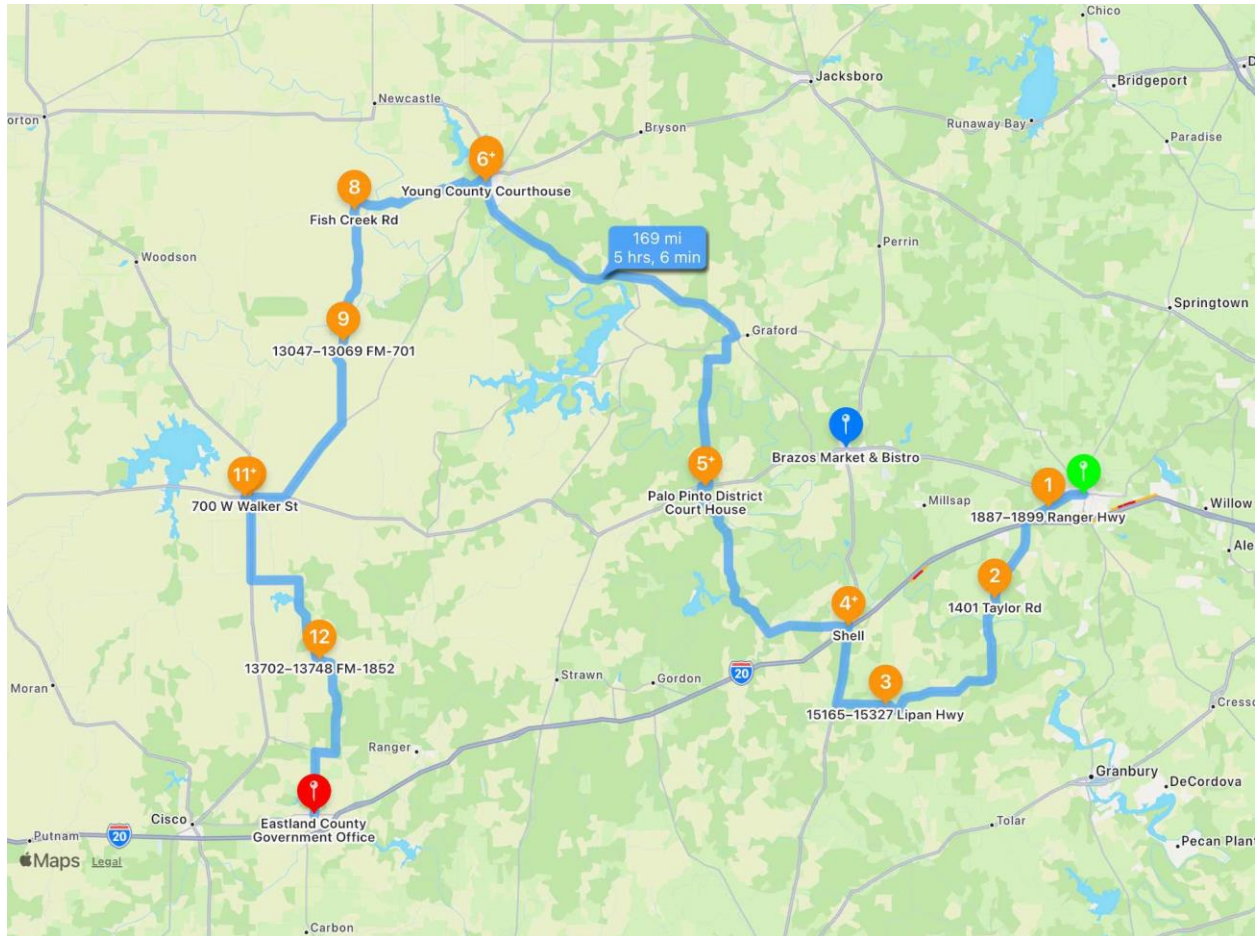 Chico
Jacksboro
D
Bridgeport
Newcastle
orton
Runaway Bay
Bryson
Paradise
6+
8
Young County Courthouse
Fish Creek Rd
169 mi
5 hrs, 6 min
Perrin
Woodson
Springtown
9
Graford
13047–13069 FM-701
Brazos Market & Bistro
11+
5+
1
700 W Walker St
Palo Pinto District
Court House
Millsap
1887–1899 Ranger Hwy
Willow
Ale
2
1401 Taylor Rd
4+
Shell
12
13702–13748 FM-1852
20
Strawn
Gordon
3
15165–15327 Lipan Hwy
Moran
Cresso
Ranger
Granbury
DeCordova
Cisco
Eastland County
Government Office
Tolar
Putnam
20
Pecan Plant
Maps
Legal
Carbon